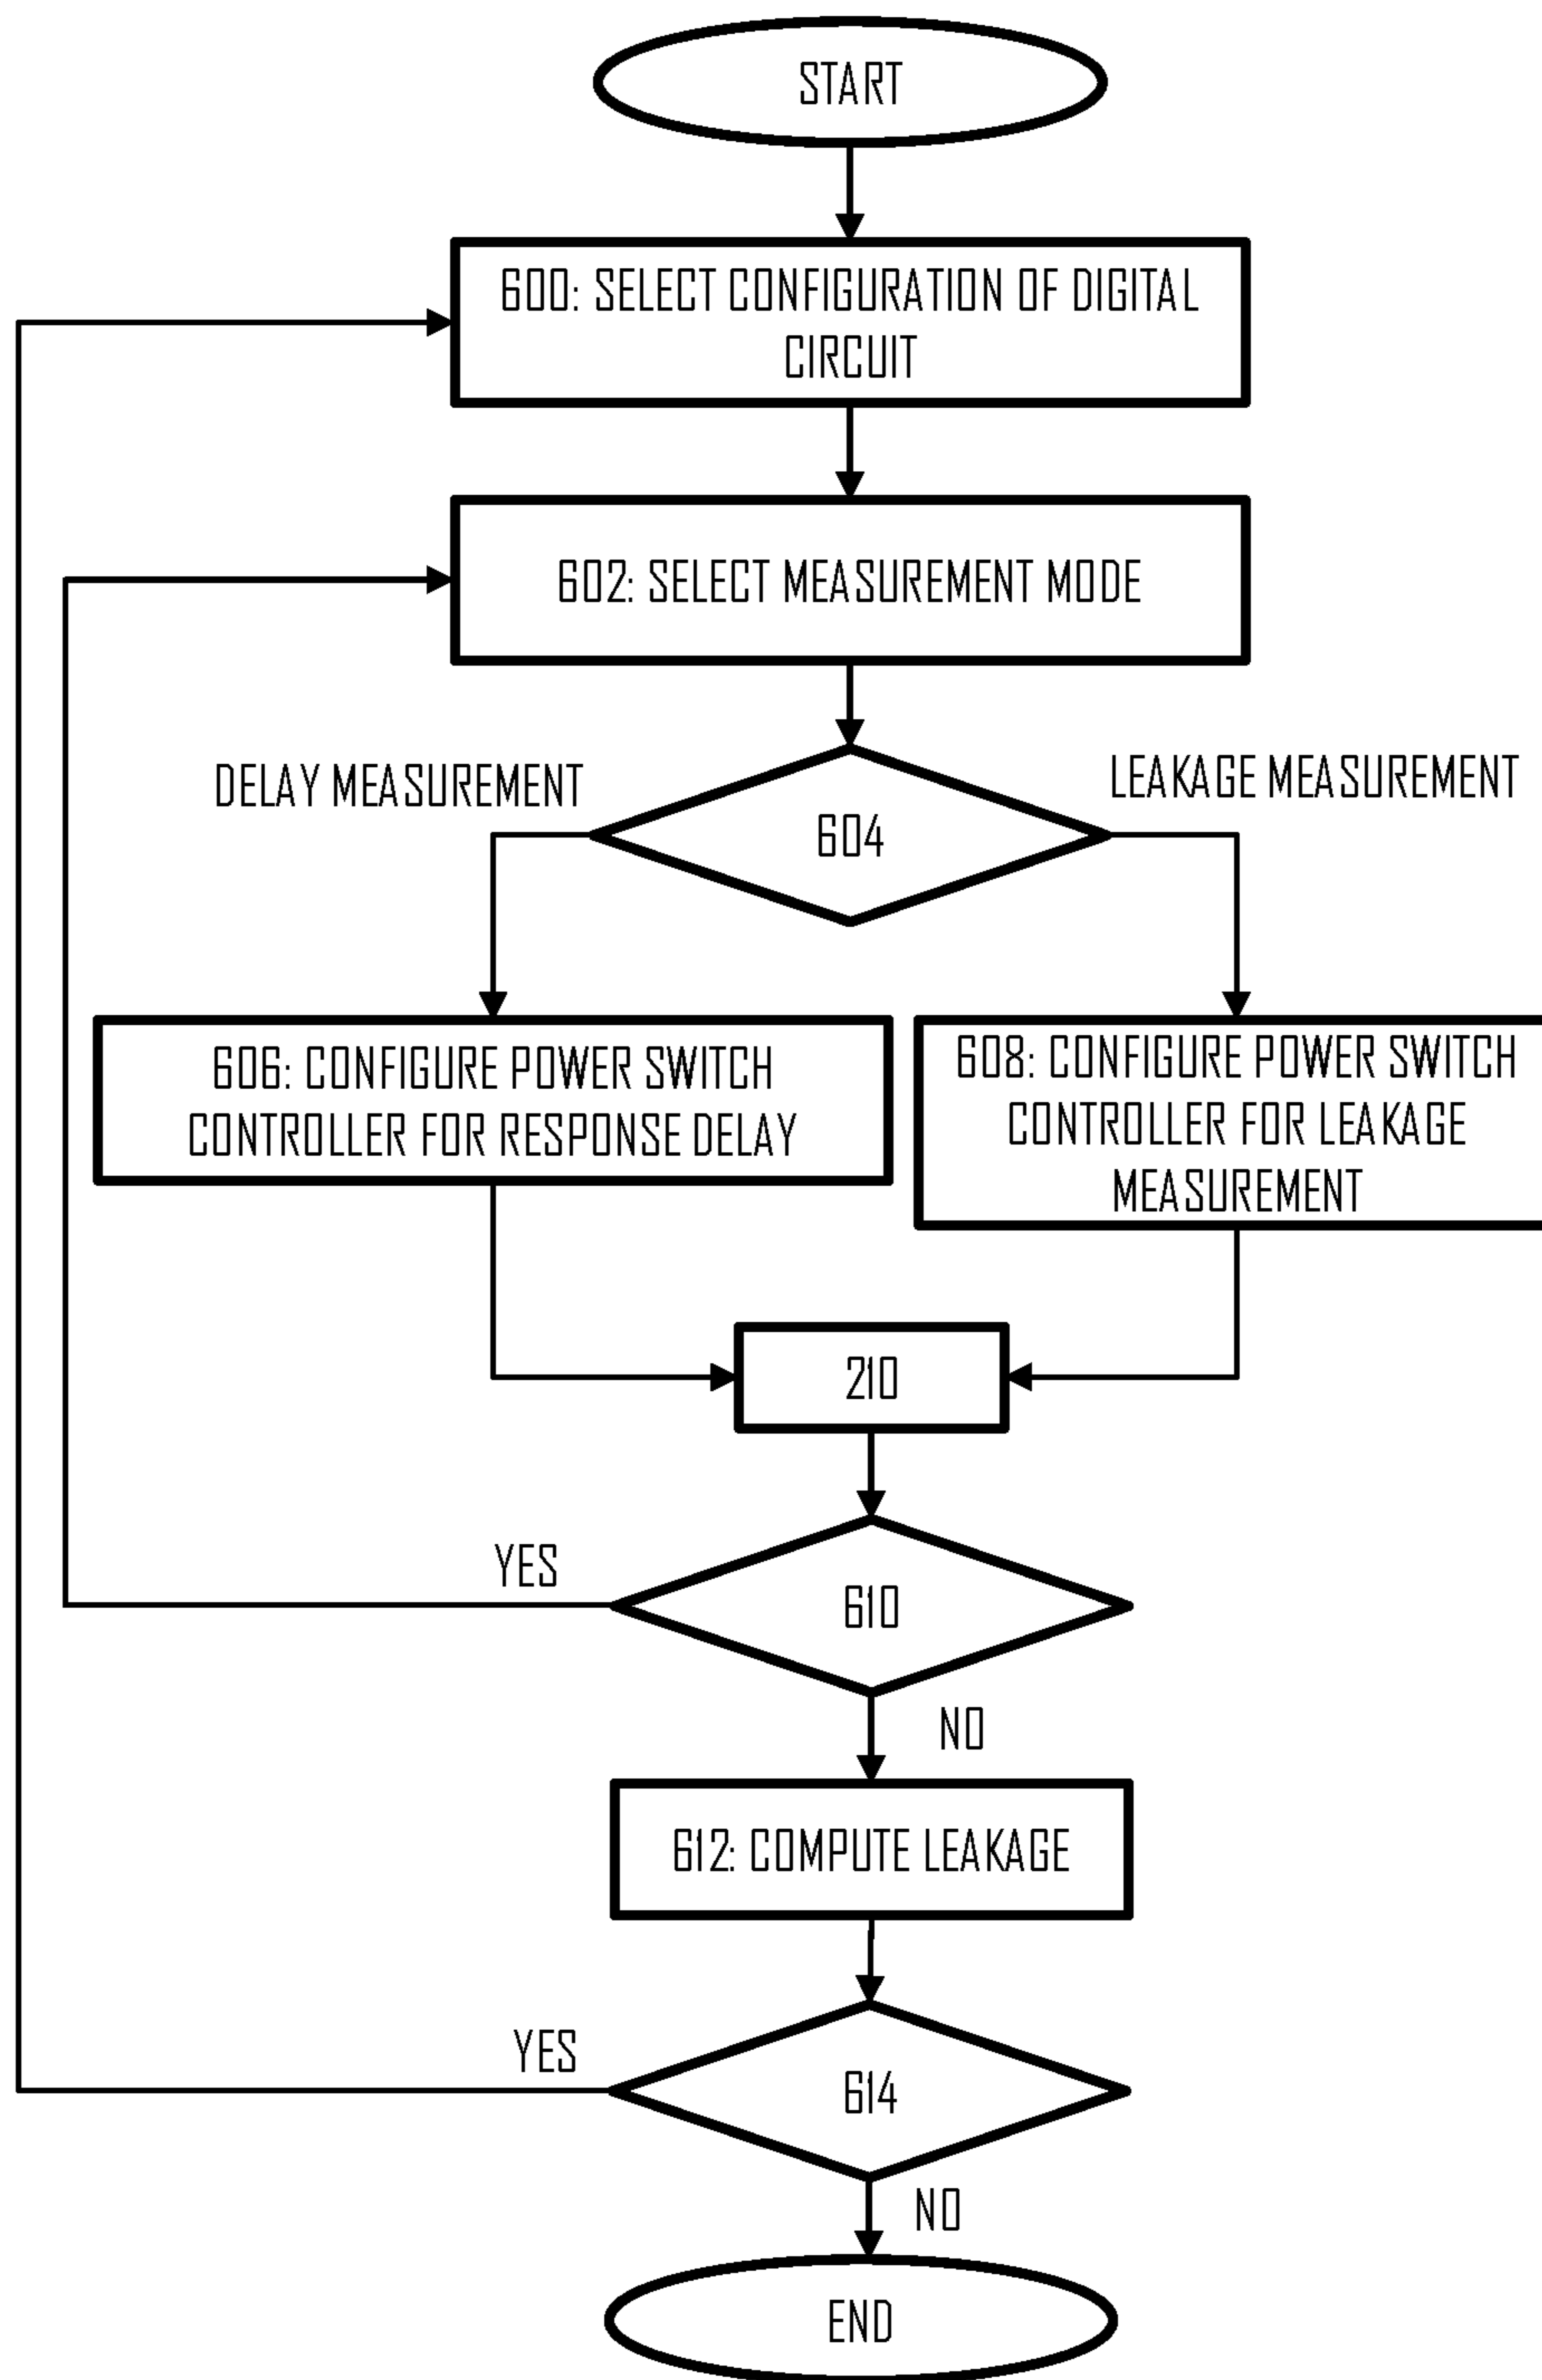 START
600: SELECT CONFIGURATION OF DIGITAL
CIRCUIT
602: SELECT MEASUREMENT MODE
DELAY MEASUREMENT
LEAKAGE MEASUREMENT
604
606: CONFIGURE POWER SWITCH
CONTROLLER FOR RESPONSE DELAY
608: CONFIGURE POWER SWITCH
CONTROLLER FOR LEAKAGE
MEASUREMENT
210
YES
610
NO
612: COMPUTE LEAKAGE
YES
614
NO
END